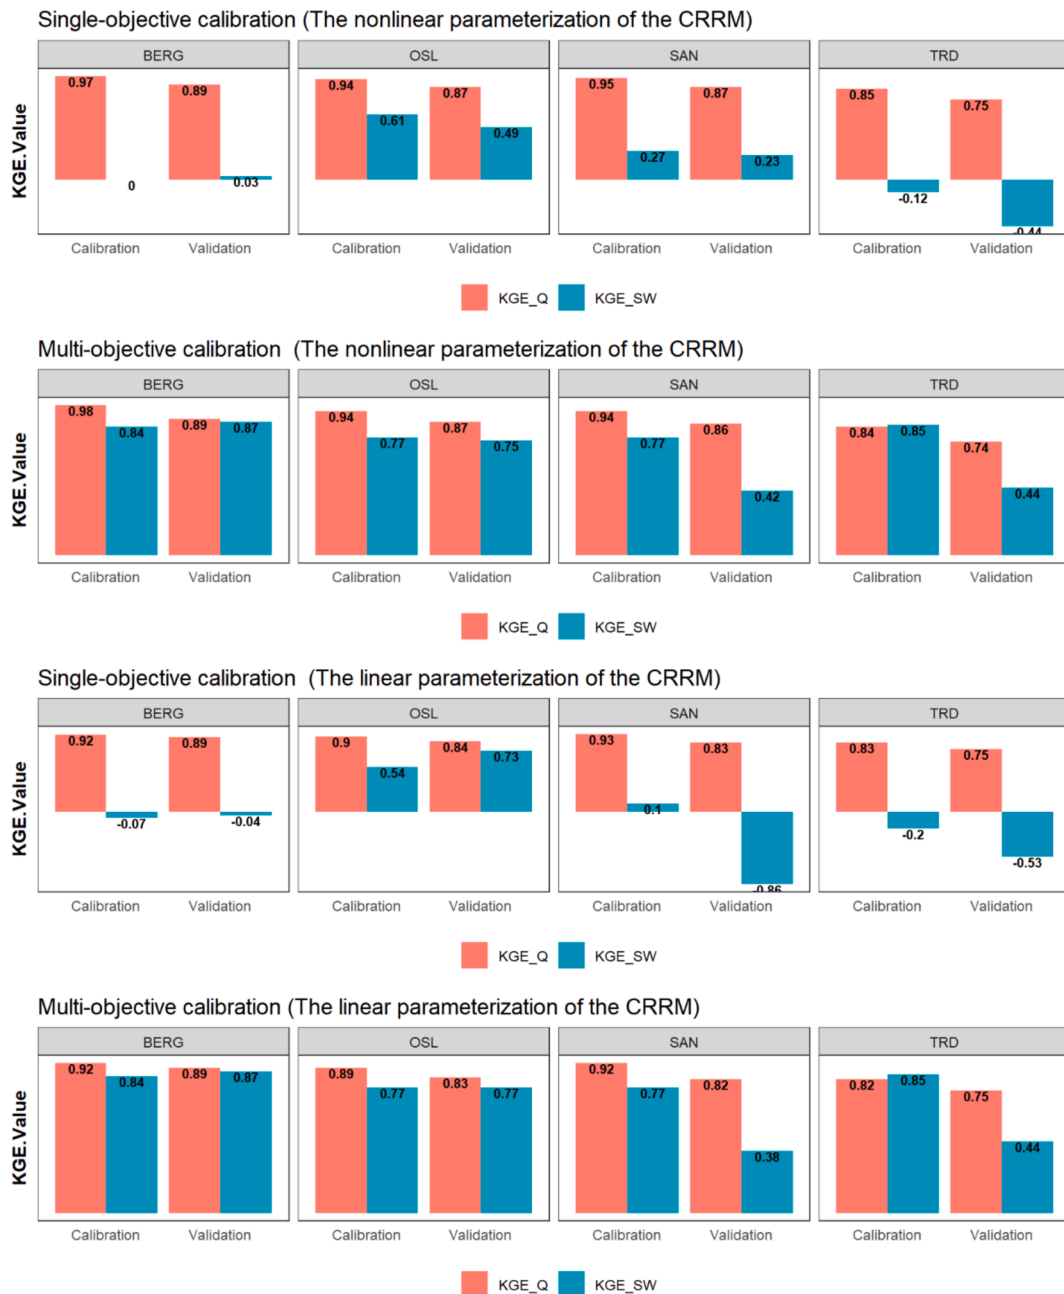 Single-objective calibration (The nonlinear parameterization of the CRRM)
BERG OSL SAN TRD
KGE.Value
0.97 0.89 0.94 0.87 0.95 0.87 0.85 0.75
0 0.03 0.61 0.49 0.27 0.23 -0.12 -0.44
Calibration Validation Calibration Validation Calibration Validation Calibration Validation
KGE_Q KGE_SW
Multi-objective calibration (The nonlinear parameterization of the CRRM)
BERG OSL SAN TRD
KGE.Value
0.98 0.84 0.89 0.87 0.94 0.77 0.87 0.75 0.94 0.77 0.86 0.42 0.84 0.85 0.74 0.44
Calibration Validation Calibration Validation Calibration Validation Calibration Validation
KGE_Q KGE_SW
Single-objective calibration (The linear parameterization of the CRRM)
BERG OSL SAN TRD
KGE.Value
0.92 0.89 0.9 0.84 0.93 0.83 0.83 0.75
-0.07 -0.04 0.54 0.73 0.1 -0.86 -0.2 -0.53
Calibration Validation Calibration Validation Calibration Validation Calibration Validation
KGE_Q KGE_SW
Multi-objective calibration (The linear parameterization of the CRRM)
BERG OSL SAN TRD
KGE.Value
0.92 0.84 0.89 0.87 0.89 0.77 0.83 0.77 0.92 0.77 0.82 0.38 0.82 0.85 0.75 0.44
Calibration Validation Calibration Validation Calibration Validation Calibration Validation
KGE_Q KGE_SW